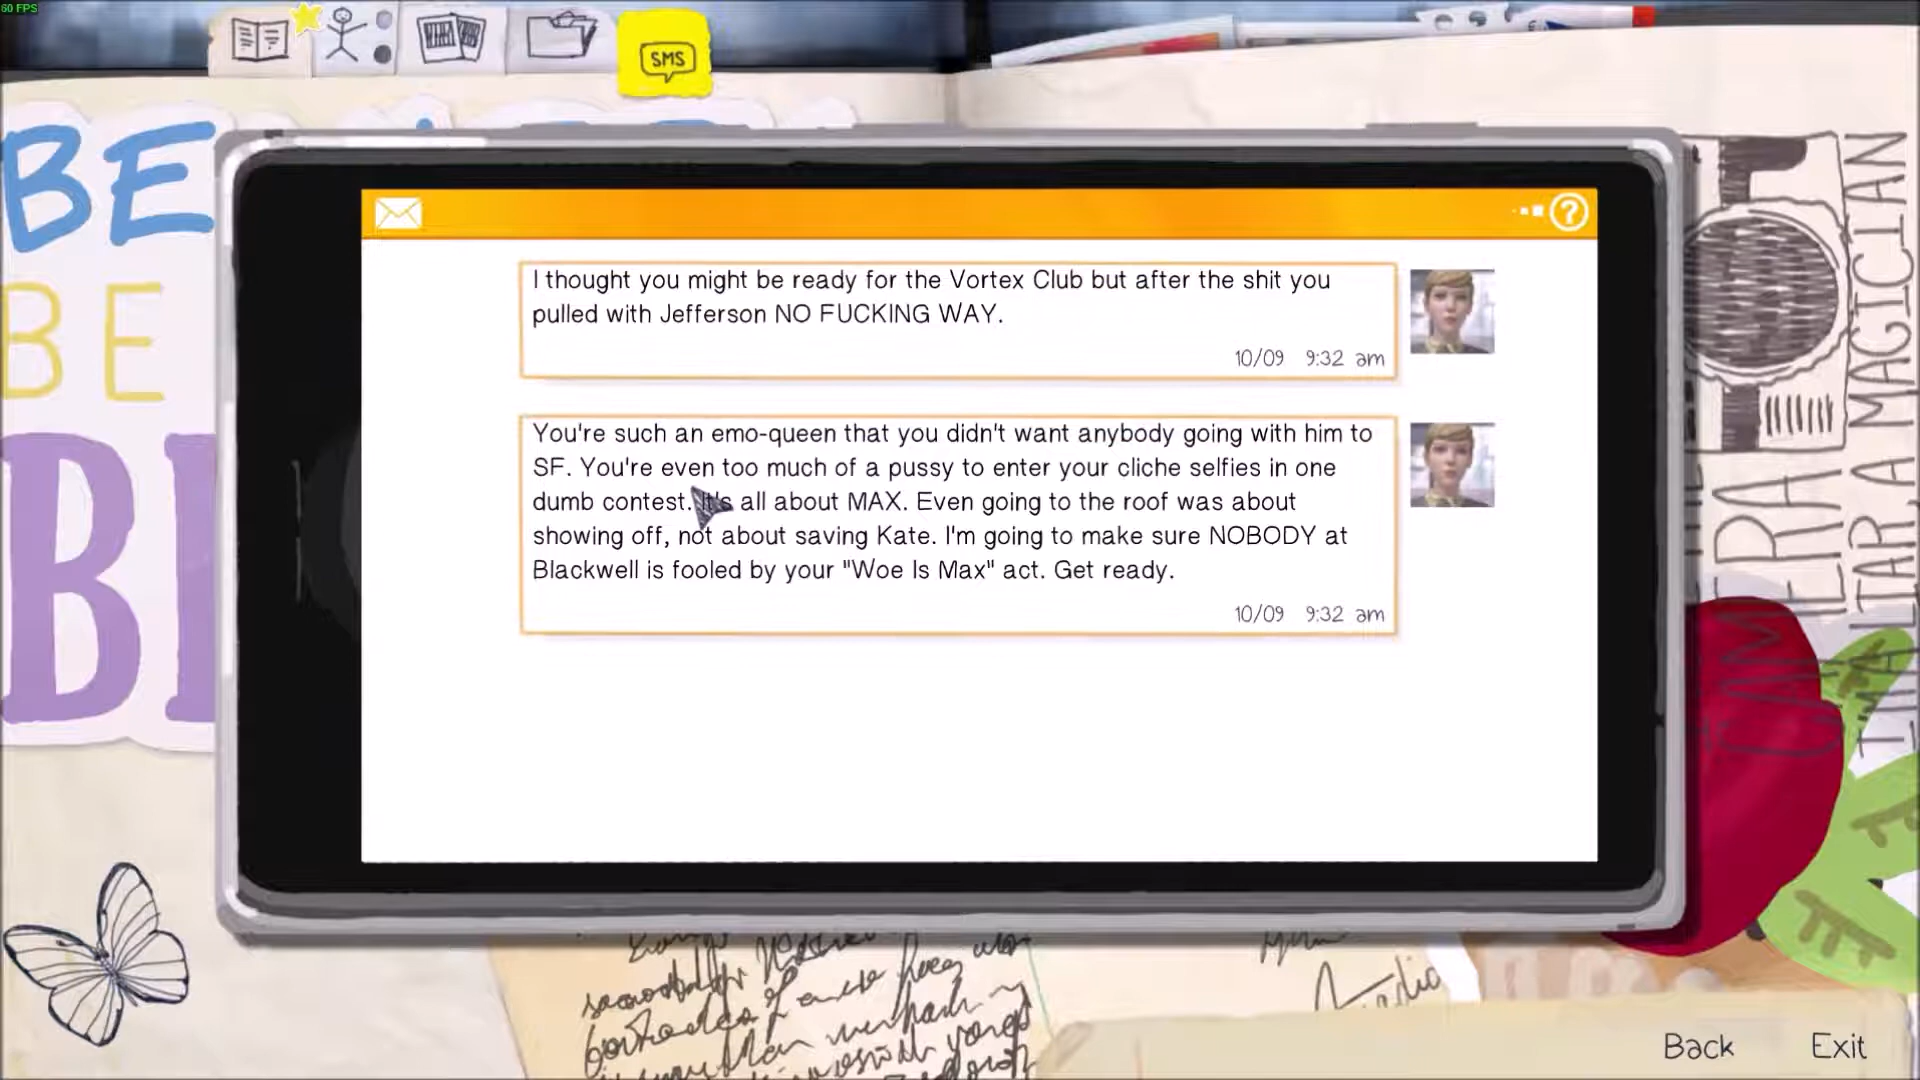 60 FPS
SMS
BE
BE
I thought you might be ready for the Vortex Club but after the shit you
pulled with Jefferson NO FUCKING WAY.
10/09 9:32 am
You're such an emo-queen that you didn't want anybody going with him to
SF. You're even too much of a pussy to enter your cliche selfies in one
dumb contest. It's all about MAX. Even going to the roof was about
showing off, not about saving Kate. I'm going to make sure NOBODY at
Blackwell is fooled by your "Woe Is Max" act. Get ready.
10/09 9:32 am
?
I'M LTAR, A MAGICIAN
Back
Exit